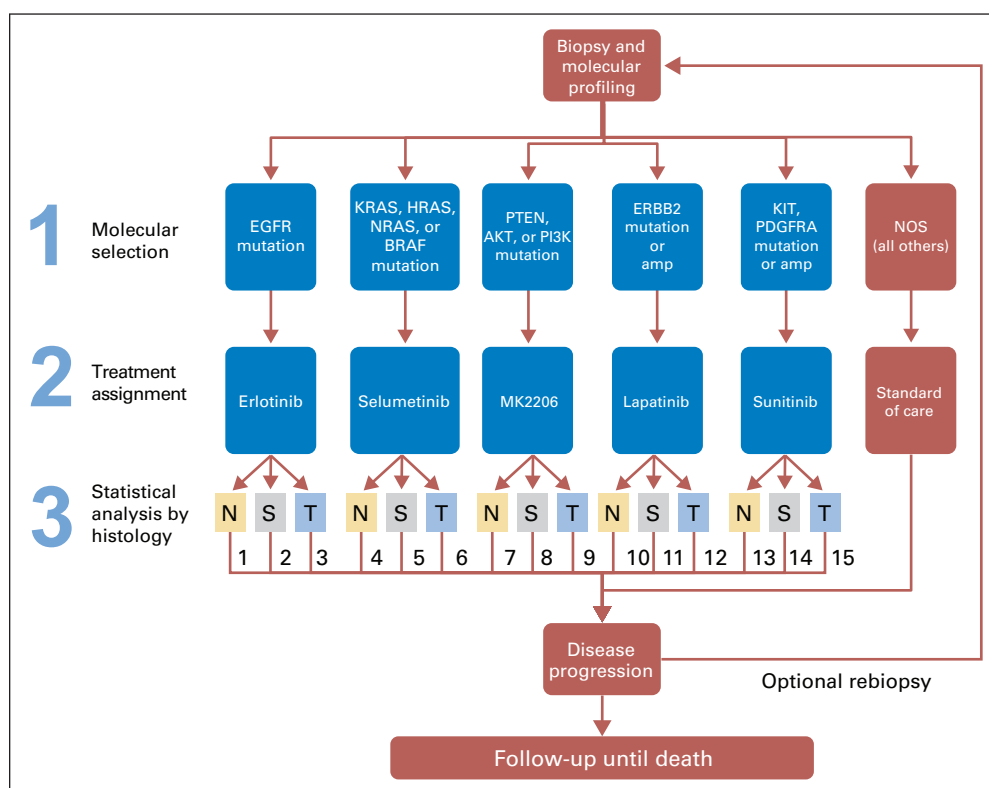 Biopsy and
molecular
profiling
1
Molecular
selection
EGFR
mutation
KRAS, HRAS,
NRAS, or
BRAF
mutation
PTEN,
AKT, or PI3K
mutation
ERBB2
mutation
or
amp
KIT,
PDGFRA
mutation
or amp
NOS
(all others)
2
Treatment
assignment
Erlotinib
Selumetinib
MK2206
Lapatinib
Sunitinib
Standard
of care
3
Statistical
analysis by
histology
N S T N S T N S T N S T N S T
1 2 3 4 5 6 7 8 9 10 11 12 13 14 15
Disease
progression
Optional rebiopsy
Follow-up until death